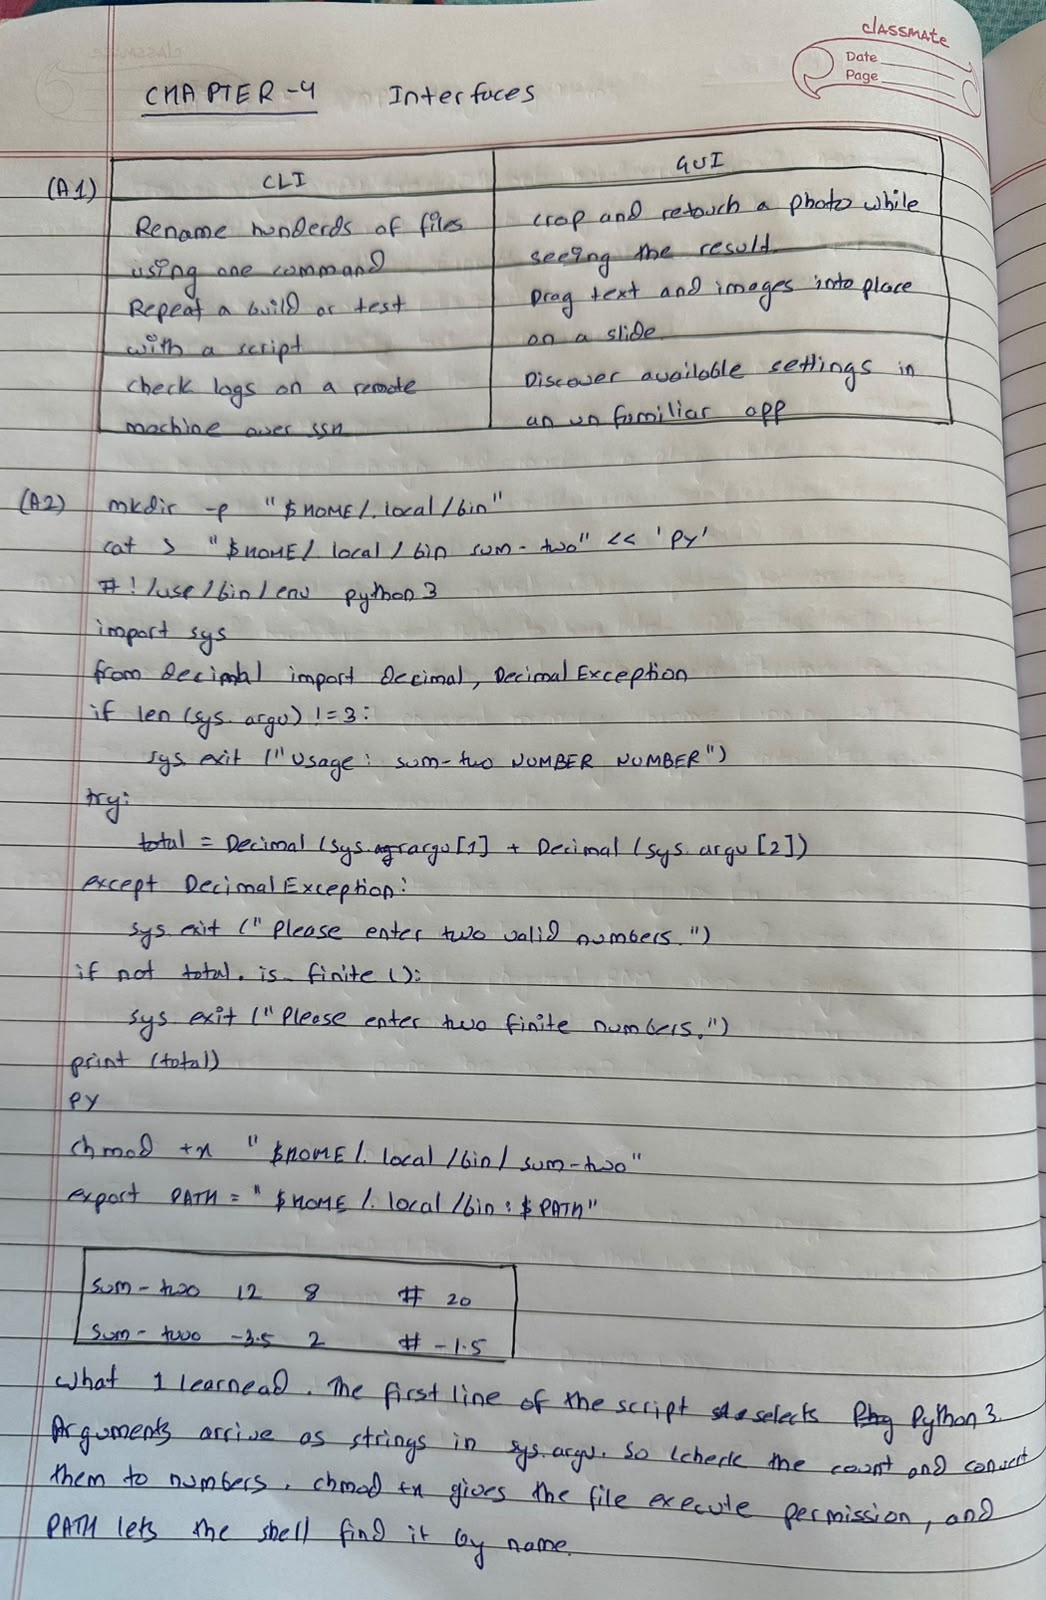 classmate
Date
Page
CHAPTER-4 Interfaces
(A1)
CLI GUI
Rename hunderds of files crop and retouch a photo while
using one command seeing the result.
Repeat a build or test Drag text and images into place
with a script on a slide.
check logs on a remote Discover available settings in
machine over ssh an unfamiliar app
(A2) mkdir -p "$HOME/.local/bin"
cat > "$HOME/ local / bin sum-two" << 'PY'
#!/use/bin/env python3
import sys
from decimal import Decimal, DecimalException
if len (sys. argv) != 3:
sys. exit ("Usage: sum-two NUMBER NUMBER")
try:
total = Decimal (sys.argv[1] + Decimal (sys. argv [2])
except DecimalException:
sys. exit ("Please enter two valid numbers.")
if not total. is_ finite ():
sys exit ("Please enter two finite numbers.")
print (total)
PY
chmod +x "$HOME/. local /bin/ sum-two"
export PATH = "$HOME /. local /bin : $PATH"
sum-two 12 8 # 20
sum-two -3.5 2 # -1.5
what I learnead. The first line of the script selects Python 3.
Arguments arrive as strings in sys.argv. So I check the count and convert
them to numbers. chmod +x gives the file execute permission, and
PATH lets the shell find it by name.